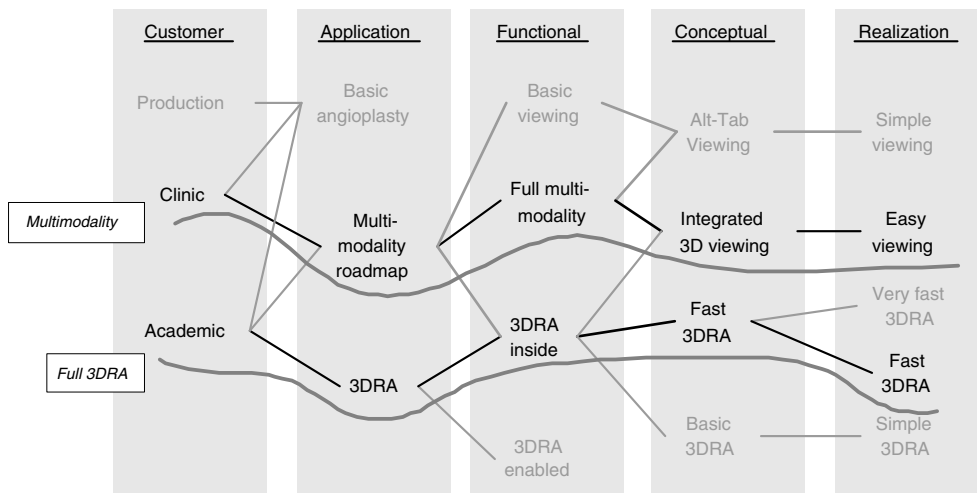 Customer
Application
Functional
Conceptual
Realization
Production
Basic
angioplasty
Basic
viewing
Alt-Tab
Viewing
Simple
viewing
Multimodality
Clinic
Multi-
modality
roadmap
Full multi-
modality
Integrated
3D viewing
Easy
viewing
Full 3DRA
Academic
3DRA
3DRA
inside
3DRA
enabled
Fast
3DRA
Basic
3DRA
Very fast
3DRA
Fast
3DRA
Simple
3DRA